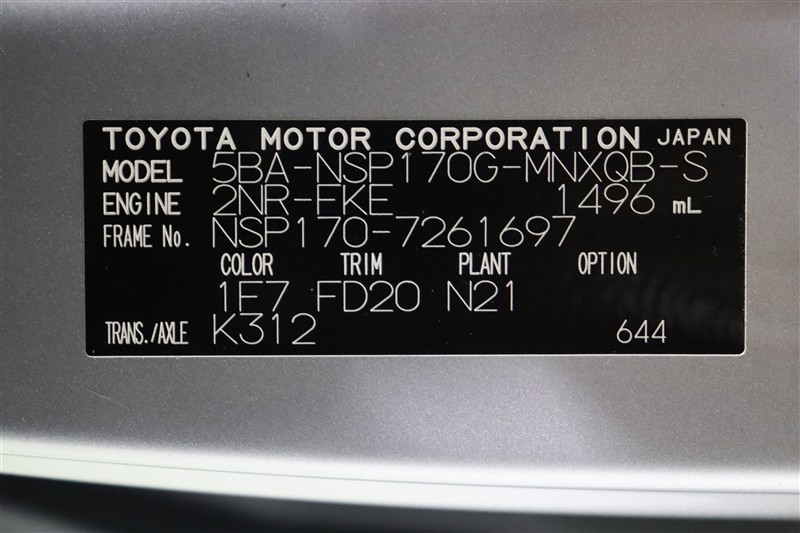 TOYOTA MOTOR CORPORATION JAPAN
MODEL 5BA-NSP170G-MNXQB-S
ENGINE 2NR-FKE 1496 mL
FRAME No. NSP170-7261697
COLOR TRIM PLANT OPTION
1E7 FD20 N21
TRANS./AXLE K312 644